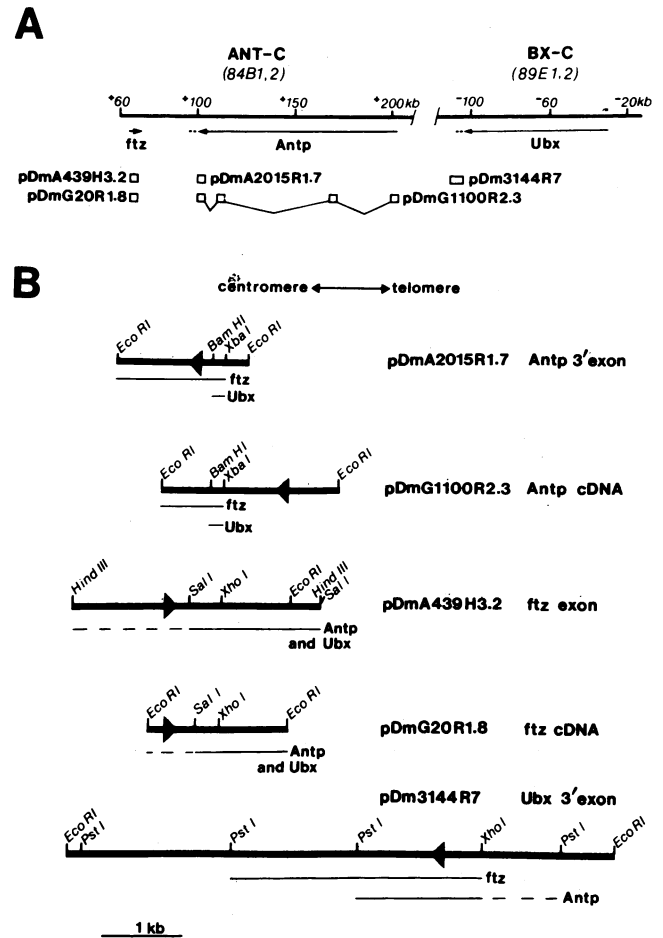 A
ANT-C
(84B1,2)
BX-C
(89E1.2)
+60 +100 +150 +200kb -100 -60 -20kb
ftz Antp Ubx
pDmA439H3.2 pDmA2015R1.7 pDm3144R7
pDmG20R1.8 pDmG1100R2.3
B
centromere telomere
Eco RI Bam HI Xba I Eco RI
pDmA2015R1.7 Antp 3′exon
ftz
Ubx
Eco RI Bam HI Xba I Eco RI
pDmG1100R2.3 Antp cDNA
ftz
Ubx
Hind III Sal I Xho I Eco RI Hind III Sal I
pDmA439H3.2 ftz exon
Antp
and Ubx
Eco RI Sal I Xho I Eco RI
pDmG20R1.8 ftz cDNA
Antp
and Ubx
pDm3144R7 Ubx 3′exon
Eco RI Pst I Pst I Pst I Xho I Pst I Eco RI
ftz
Antp
1 kb